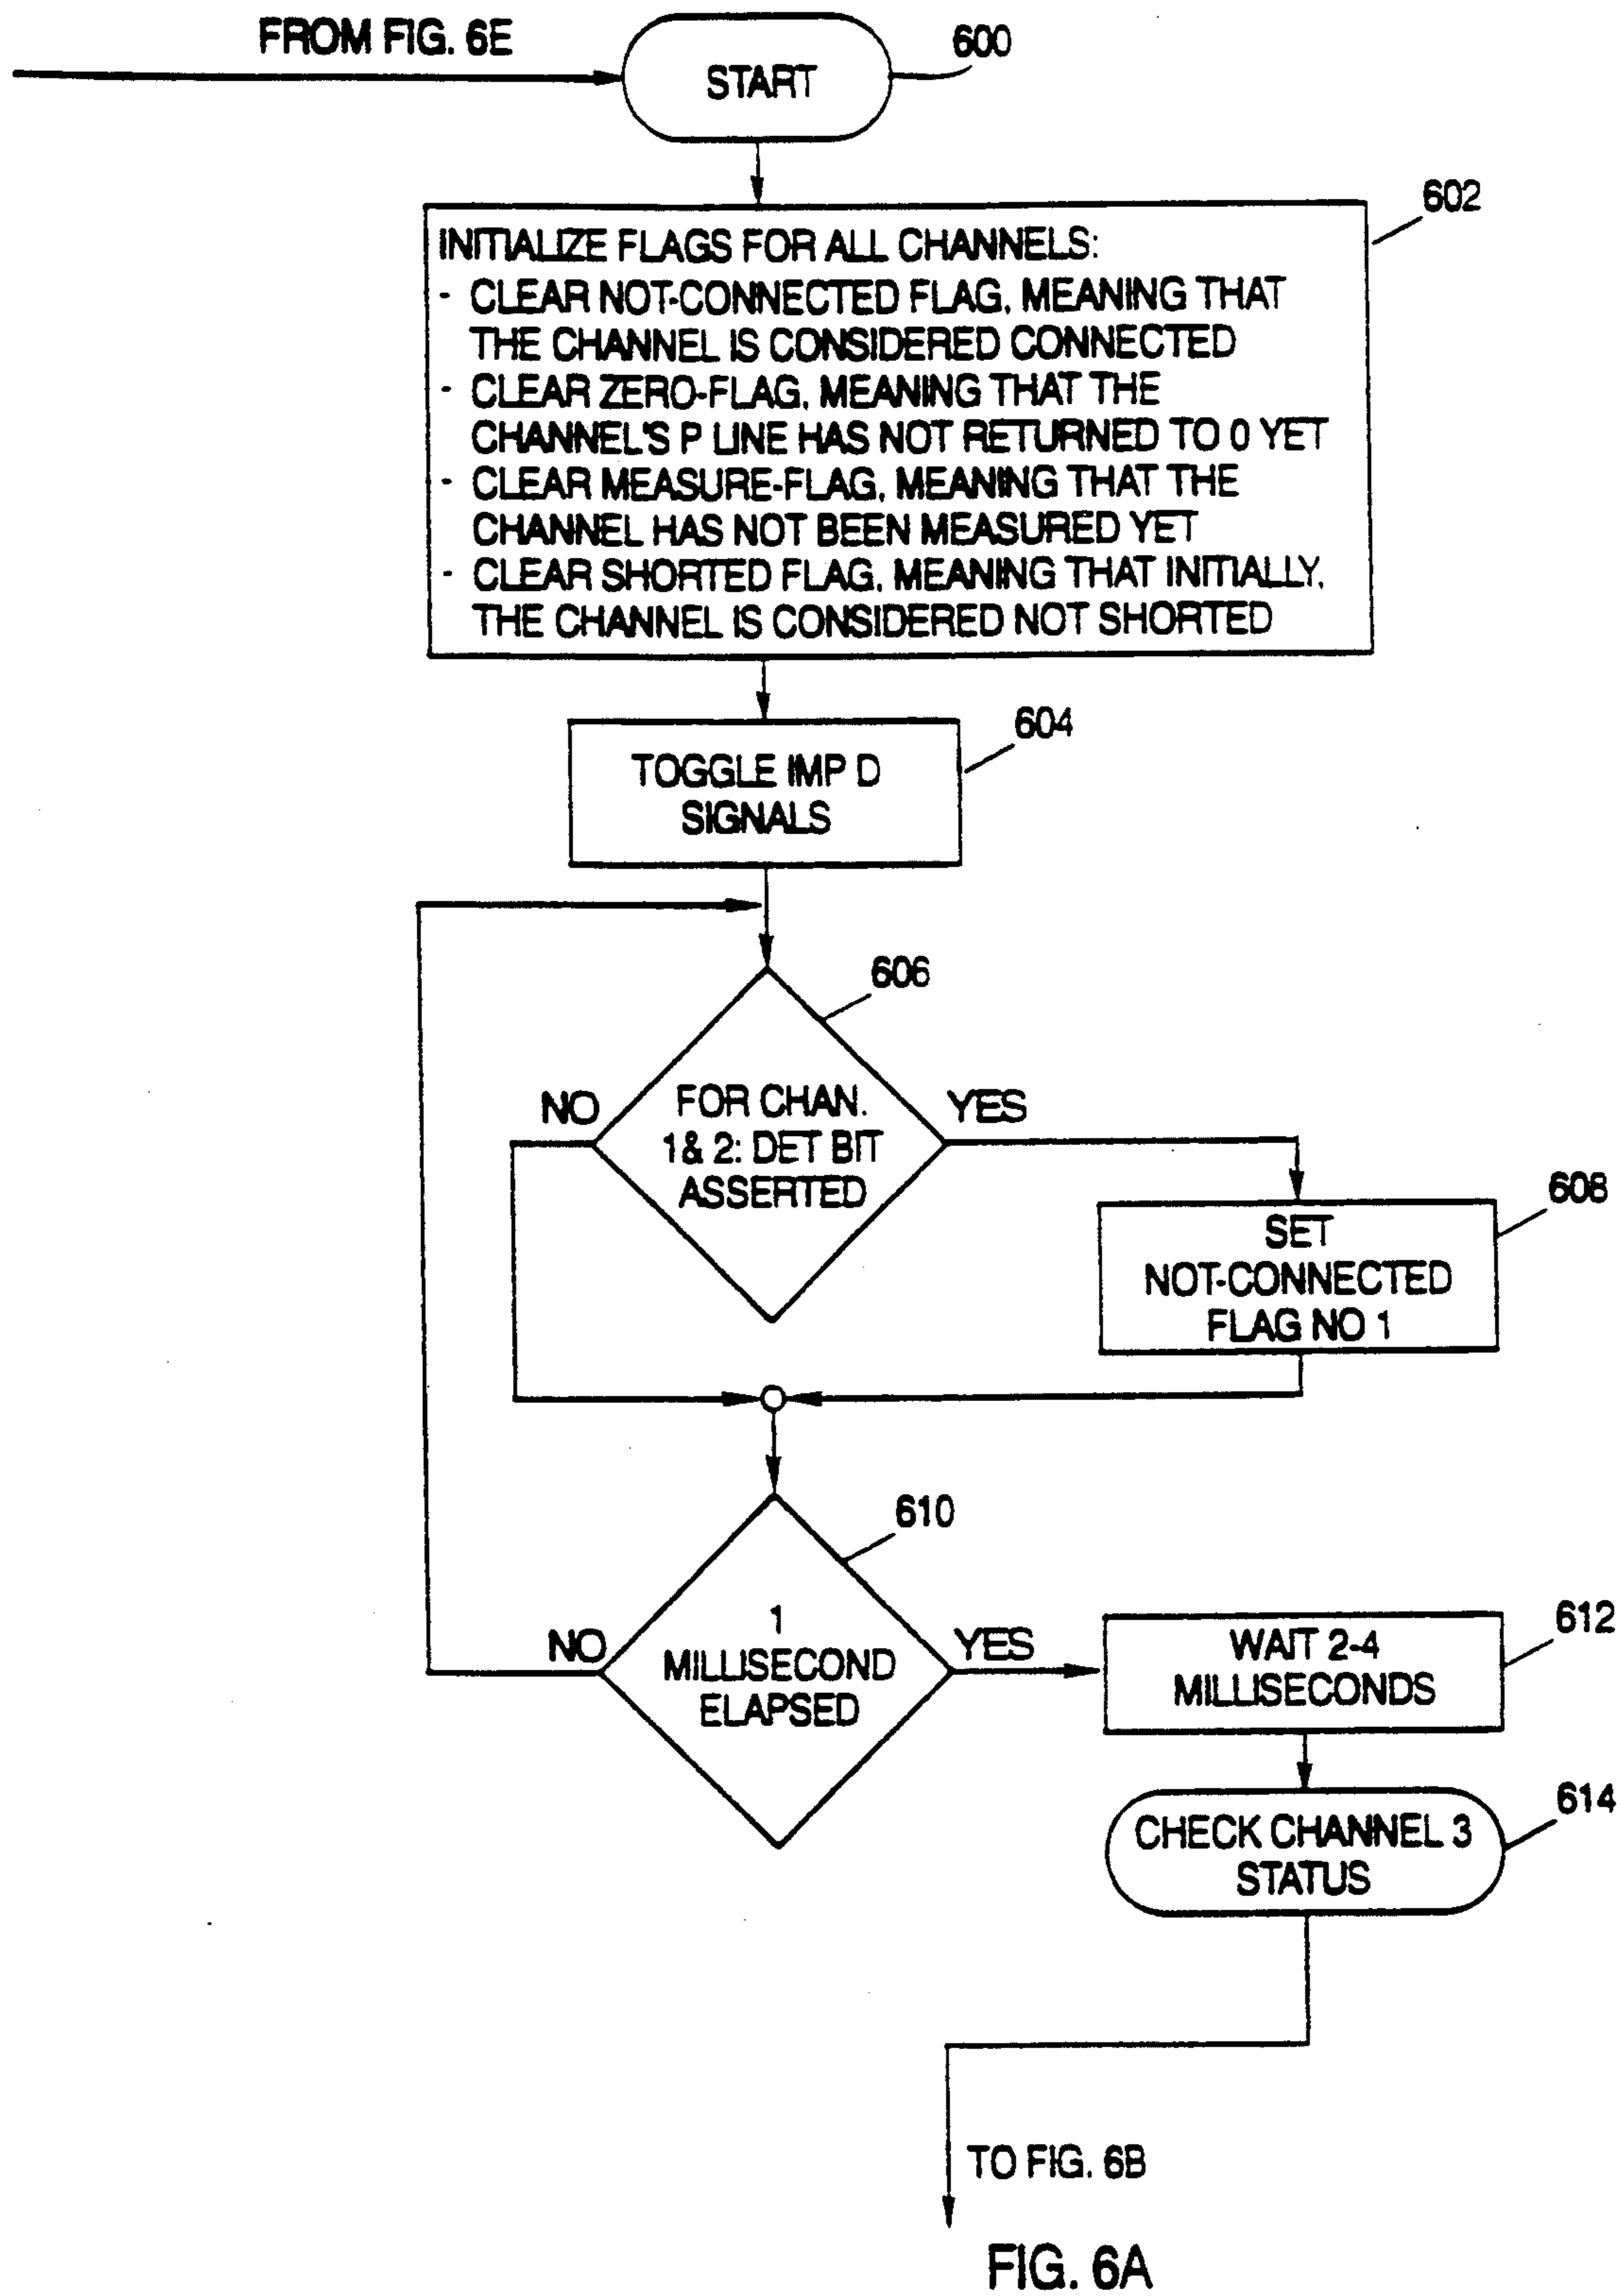 FROM FIG. 6E
START
600
602
INITIALIZE FLAGS FOR ALL CHANNELS:
- CLEAR NOT-CONNECTED FLAG, MEANING THAT
THE CHANNEL IS CONSIDERED CONNECTED
- CLEAR ZERO-FLAG, MEANING THAT THE
CHANNEL'S P LINE HAS NOT RETURNED TO 0 YET
- CLEAR MEASURE-FLAG, MEANING THAT THE
CHANNEL HAS NOT BEEN MEASURED YET
- CLEAR SHORTED FLAG, MEANING THAT INITIALLY,
THE CHANNEL IS CONSIDERED NOT SHORTED
604
TOGGLE IMP D
SIGNALS
606
NO
FOR CHAN.
1& 2: DET BIT
ASSERTED
YES
608
SET
NOT-CONNECTED
FLAG NO 1
610
NO
1
MILLISECOND
ELAPSED
YES
612
WAIT 2-4
MILLISECONDS
614
CHECK CHANNEL 3
STATUS
TO FIG. 6B
FIG. 6A